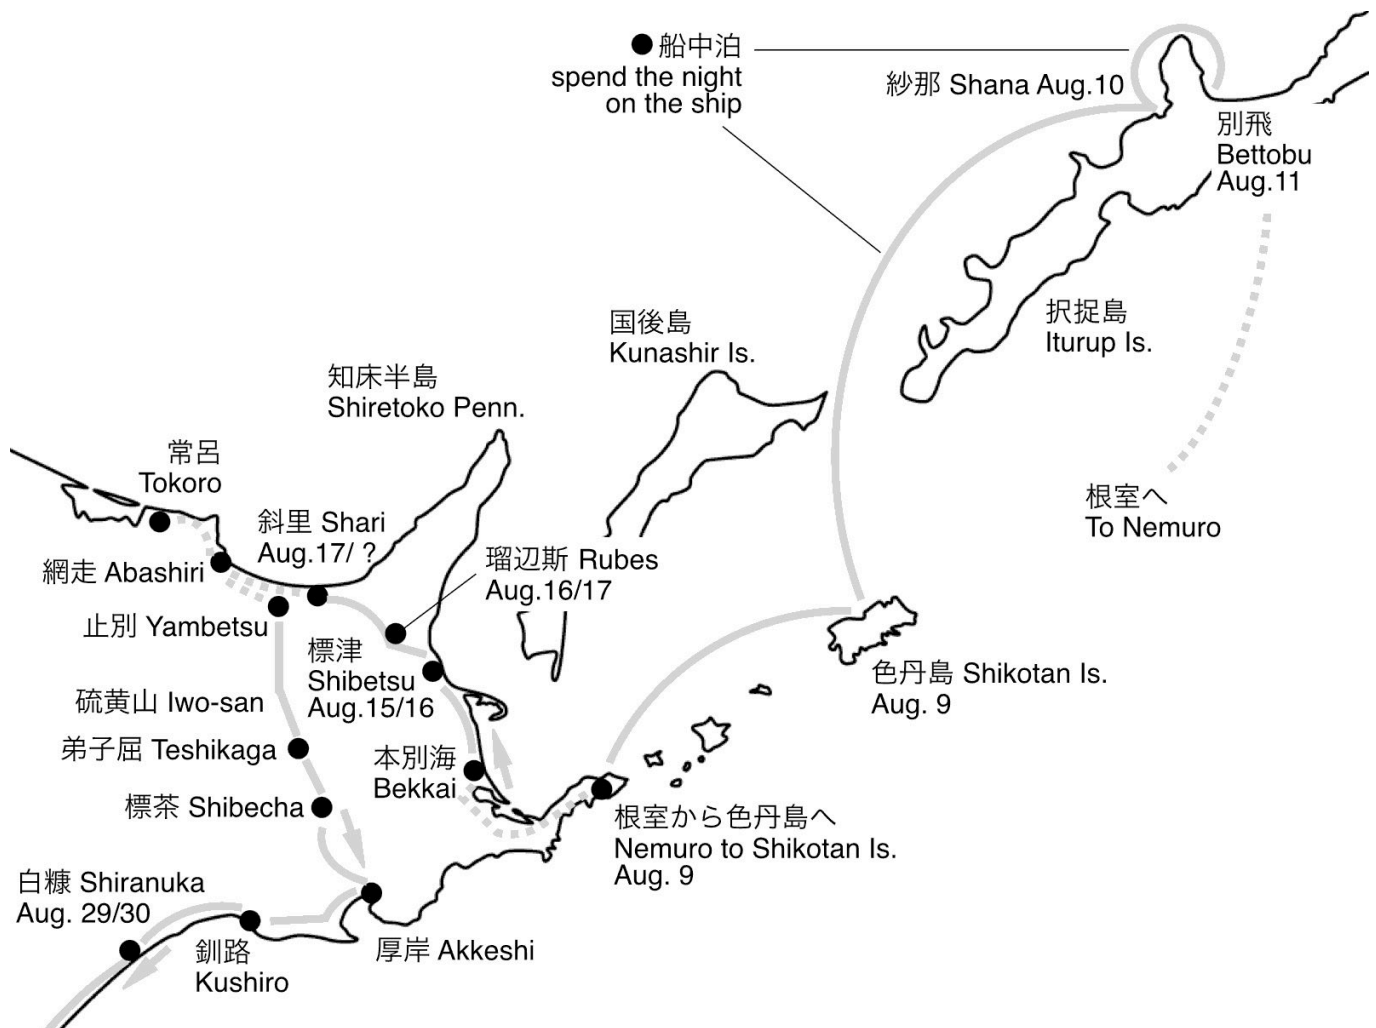 ●船中泊
spend the night
on the ship
紗那 Shana Aug.10
別飛
Bettobu
Aug.11
択捉島
Iturup Is.
国後島
Kunashir Is.
知床半島
Shiretoko Penn.
常呂
Tokoro
斜里 Shari
Aug.17/ ?
根室へ
To Nemuro
瑠辺斯 Rubes
Aug.16/17
網走 Abashiri
止別 Yambetsu
標津
Shibetsu
Aug.15/16
色丹島 Shikotan Is.
Aug. 9
硫黄山 Iwo-san
弟子屈 Teshikaga
本別海
Bekkai
標茶 Shibecha
根室から色丹島へ
Nemuro to Shikotan Is.
Aug. 9
白糠 Shiranuka
Aug. 29/30
釧路
Kushiro
厚岸 Akkeshi